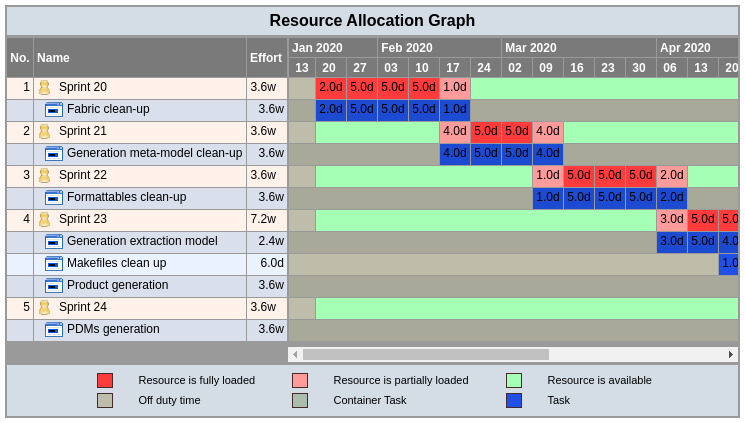 Resource Allocation Graph
No. Name Effort Jan 2020 Feb 2020 Mar 2020 Apr 2020
13 20 27 03 10 17 24 02 09 16 23 30 06 13 20
1 Sprint 20 3.6w 2.0d 5.0d 5.0d 5.0d 1.0d
Fabric clean-up 3.6w 2.0d 5.0d 5.0d 5.0d 1.0d
2 Sprint 21 3.6w 4.0d 5.0d 5.0d 4.0d
Generation meta-model clean-up 3.6w 4.0d 5.0d 5.0d 4.0d
3 Sprint 22 3.6w 1.0d 5.0d 5.0d 5.0d 2.0d
Formattables clean-up 3.6w 1.0d 5.0d 5.0d 5.0d 2.0d
4 Sprint 23 7.2w 3.0d 5.0d 5.0
Generation extraction model 2.4w 3.0d 5.0d 4.0
Makefiles clean up 6.0d 1.0
Product generation 3.6w
5 Sprint 24 3.6w
PDMs generation 3.6w
Resource is fully loaded Resource is partially loaded Resource is available
Off duty time Container Task Task